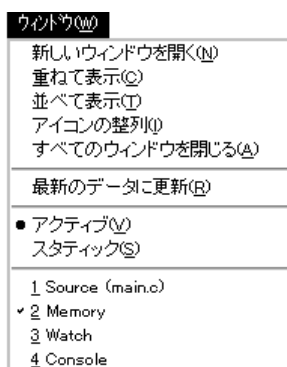 ウィンドウ(W)
新しいウィンドウを開く(N)
重ねて表示(C)
並べて表示(T)
アイコンの整列(I)
すべてのウィンドウを閉じる(A)
最新のデータに更新(R)
● アクティブ(V)
スタティック(S)
1 Source (main.c)
✓ 2 Memory
3 Watch
4 Console